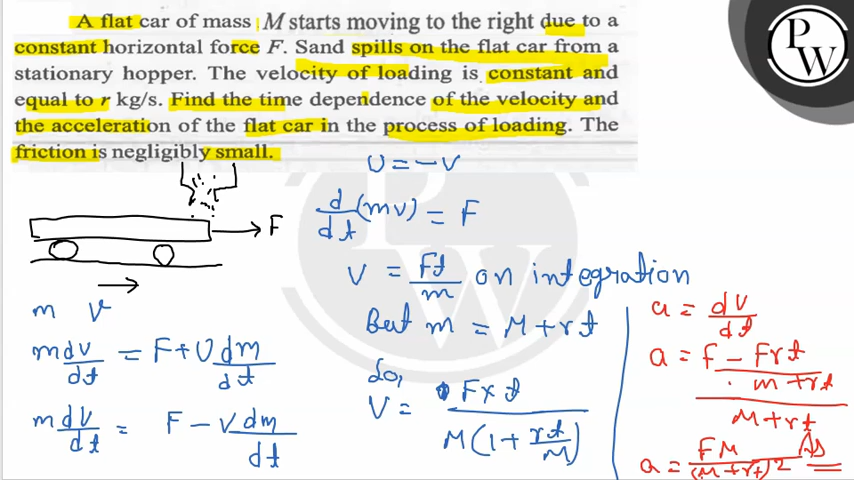 A flat car of mass M starts moving to the right due to a
constant horizontal force F. Sand spills on the flat car from a
stationary hopper. The velocity of loading is constant and
equal to r kg/s. Find the time dependence of the velocity and
the acceleration of the flat car in the process of loading. The
friction is negligibly small.
P
W
F
m v
m dv/dt = F + U dm/dt
m dv/dt = F - V dm/dt
U = -V
d/dt (mv) = F
V = Ft/m on integration
But m = M + rt
So,
V = F x t / M(1 + rt/M)
a = dv/dt
a = F - Frt/m+rt / M+rt
a = FM/(M+rt)² Ans